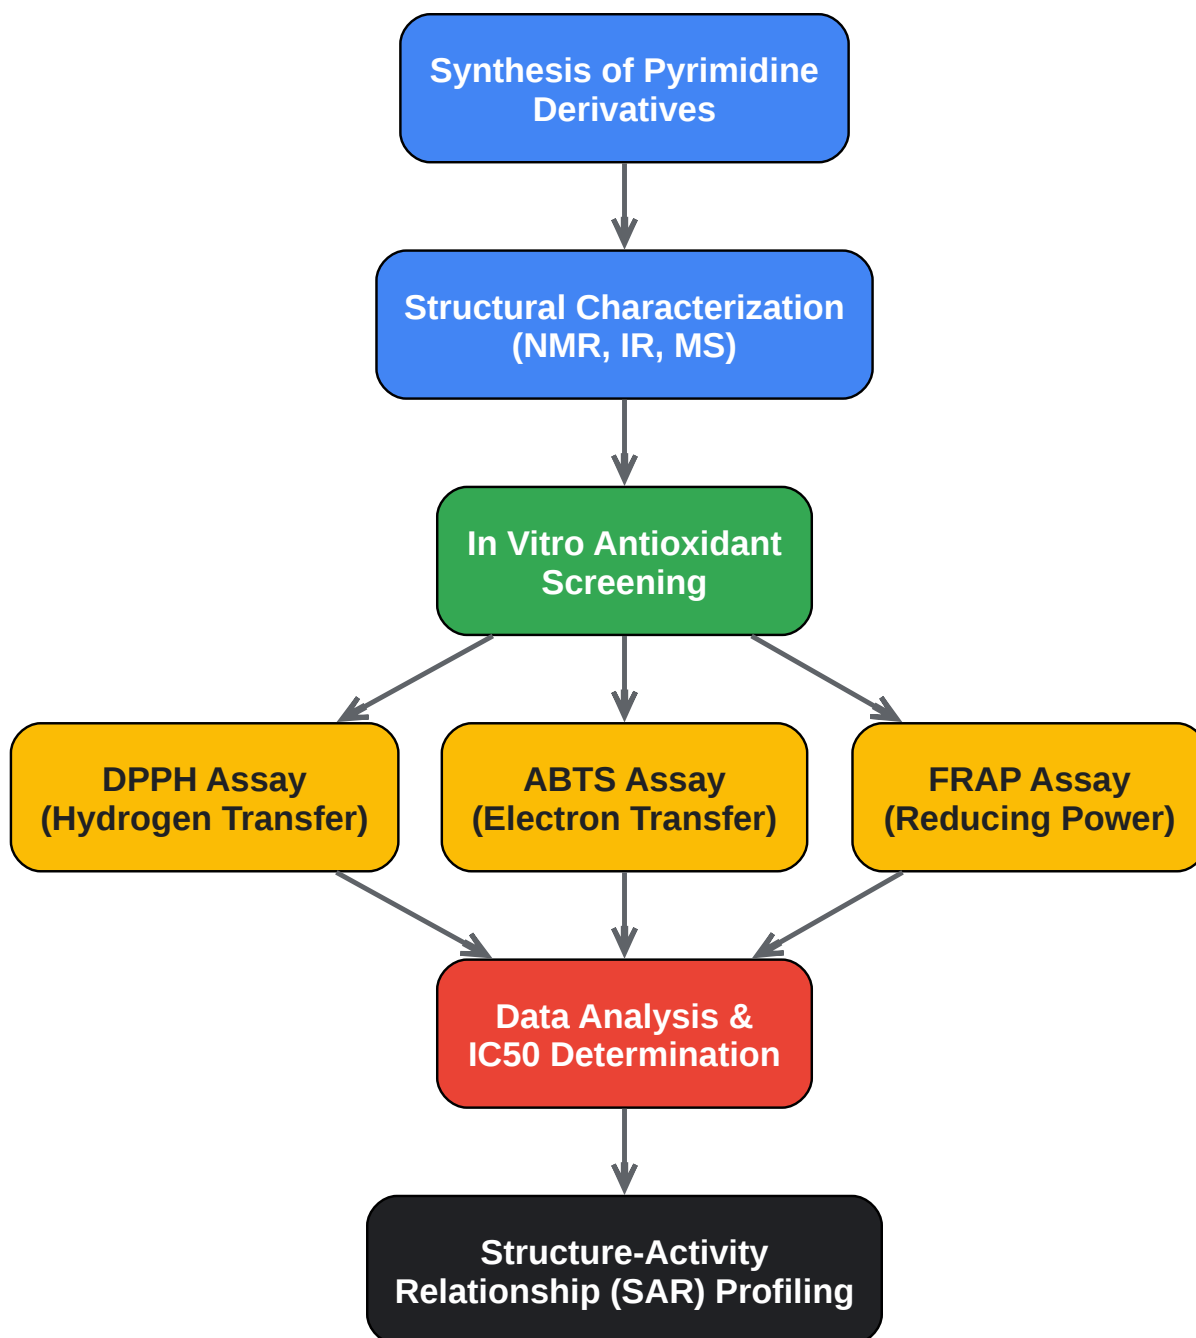 Synthesis of Pyrimidine
Derivatives
Structural Characterization
(NMR, IR, MS)
In Vitro Antioxidant
Screening
DPPH Assay
(Hydrogen Transfer)
ABTS Assay
(Electron Transfer)
FRAP Assay
(Reducing Power)
Data Analysis &
IC50 Determination
Structure-Activity
Relationship (SAR) Profiling